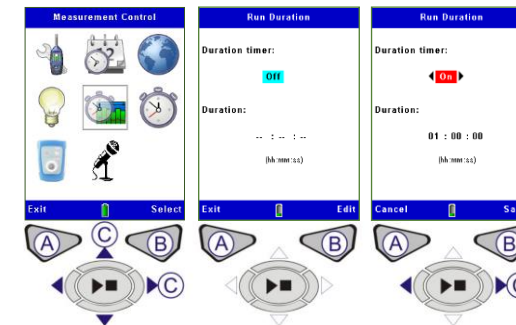 Measurement Control
Exit
Select
A
C
B
C
Run Duration
Duration timer:
Off
Duration:
-- : -- : --
(hh:mm:ss)
Exit
Edit
A
B
Run Duration
Duration timer:
On
Duration:
01 : 00 : 00
(hh:mm:ss)
Cancel
A
B